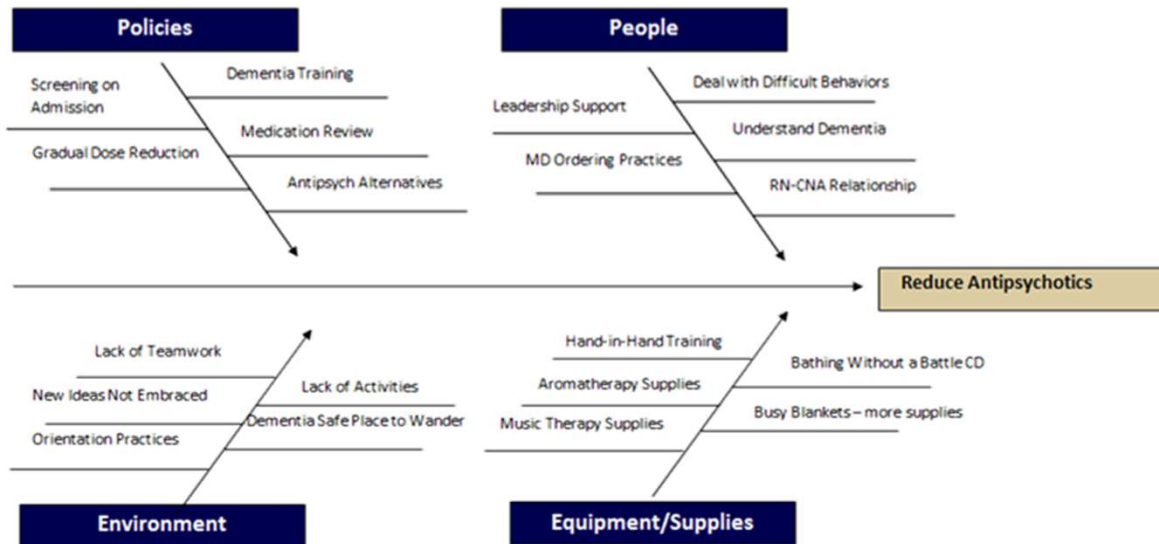 Policies
People
Screening on
Admission
Dementia Training
Gradual Dose Reduction
Medication Review
Antipsych Alternatives
Leadership Support
Deal with Difficult Behaviors
MD Ordering Practices
Understand Dementia
RN-CNA Relationship
Reduce Antipsychotics
Lack of Teamwork
New Ideas Not Embraced
Orientation Practices
Lack of Activities
Dementia Safe Place to Wander
Hand-in-Hand Training
Aromatherapy Supplies
Music Therapy Supplies
Bathing Without a Battle CD
Busy Blankets – more supplies
Environment
Equipment/Supplies